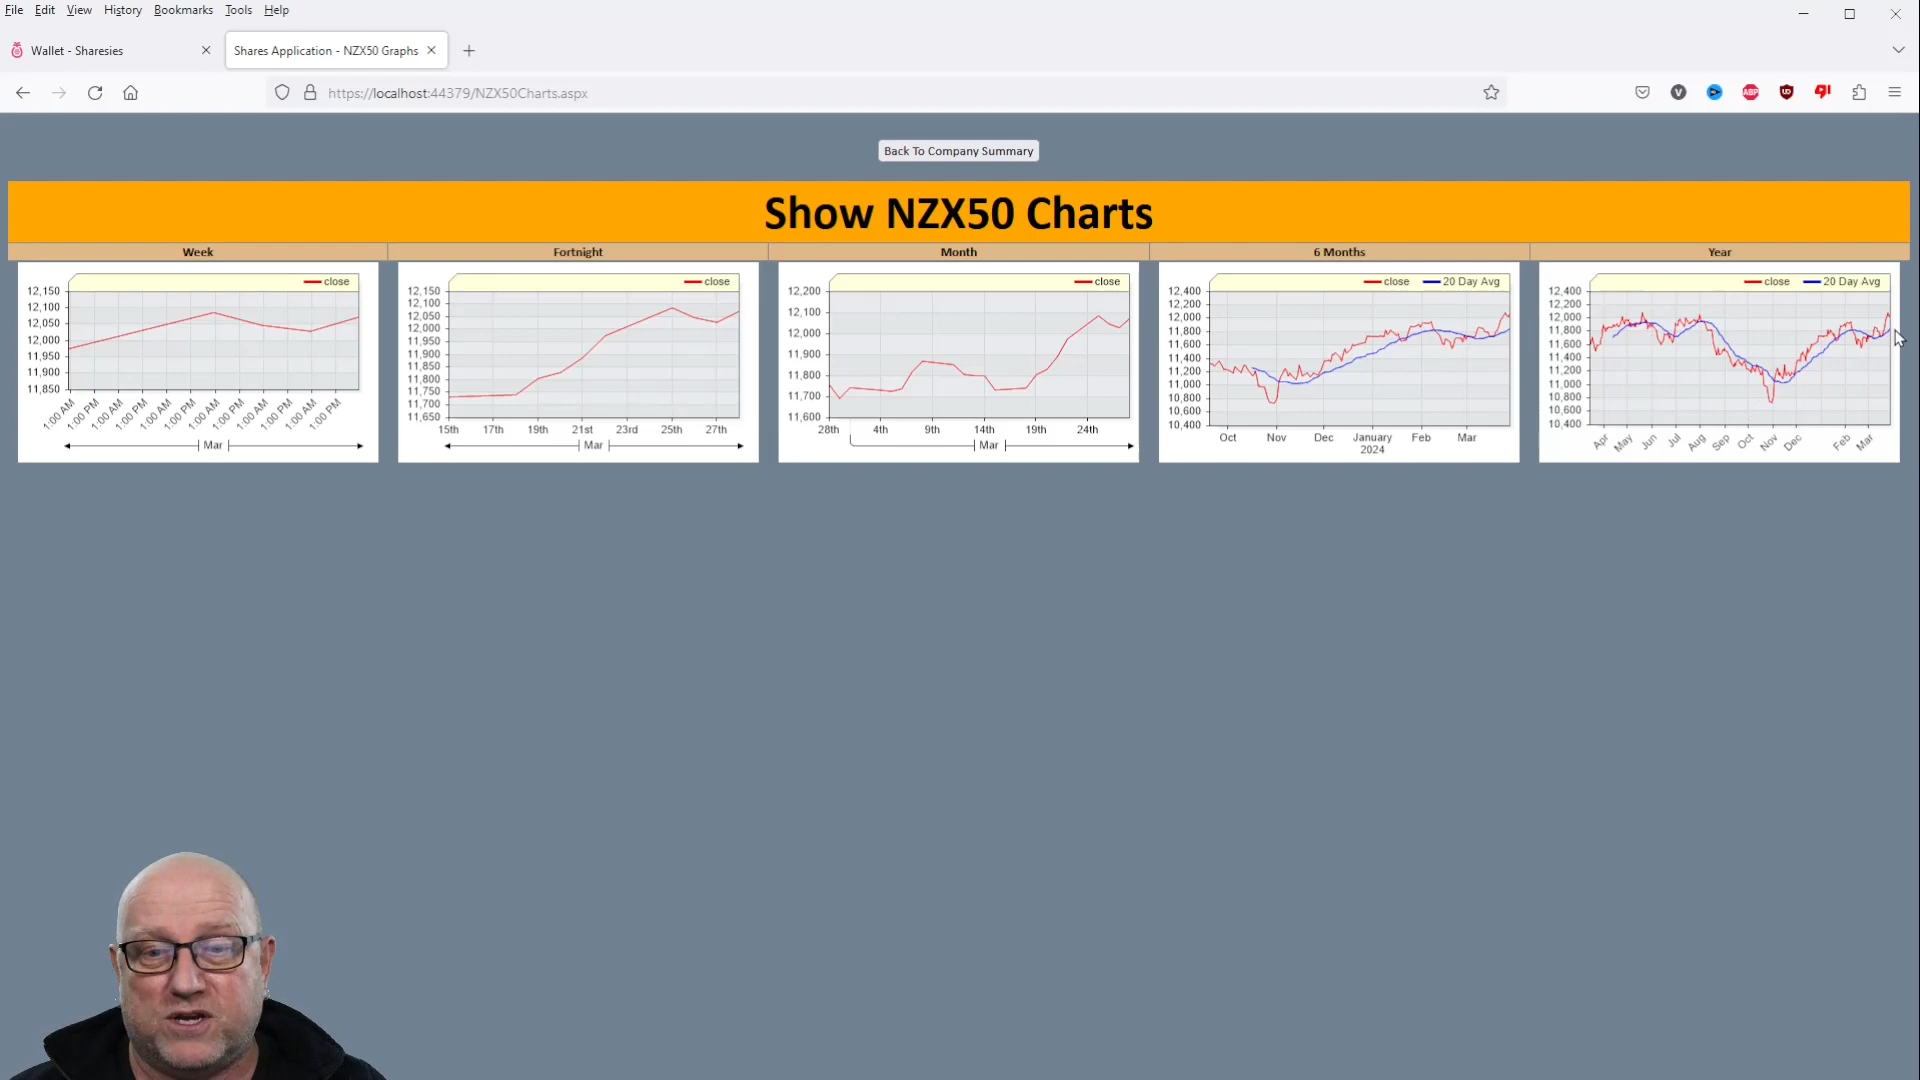 File Edit View History Bookmarks Tools Help
Wallet - Sharesies
Shares Application - NZX50 Graphs
https://localhost:44379/NZX50Charts.aspx
V ABP UD
Back To Company Summary
Show NZX50 Charts
Week Fortnight Month 6 Months Year
close
12,150
12,100
12,050
12,000
11,950
11,900
11,850
1:00 AM 1:00 PM 1:00 AM 1:00 PM 1:00 AM 1:00 PM 1:00 AM 1:00 PM 1:00 AM 1:00 PM 1:00 AM 1:00 PM
Mar
close
12,150
12,100
12,050
12,000
11,950
11,900
11,850
11,800
11,750
11,700
11,650
15th 17th 19th 21st 23rd 25th 27th
Mar
close
12,200
12,100
12,000
11,900
11,800
11,700
11,600
28th 4th 9th 14th 19th 24th
Mar
close 20 Day Avg
12,400
12,200
12,000
11,800
11,600
11,400
11,200
11,000
10,800
10,600
10,400
Oct Nov Dec January Feb Mar
2024
close 20 Day Avg
12,400
12,200
12,000
11,800
11,600
11,400
11,200
11,000
10,800
10,600
10,400
Apr May Jun Jul Aug Sep Oct Nov Dec Feb Mar